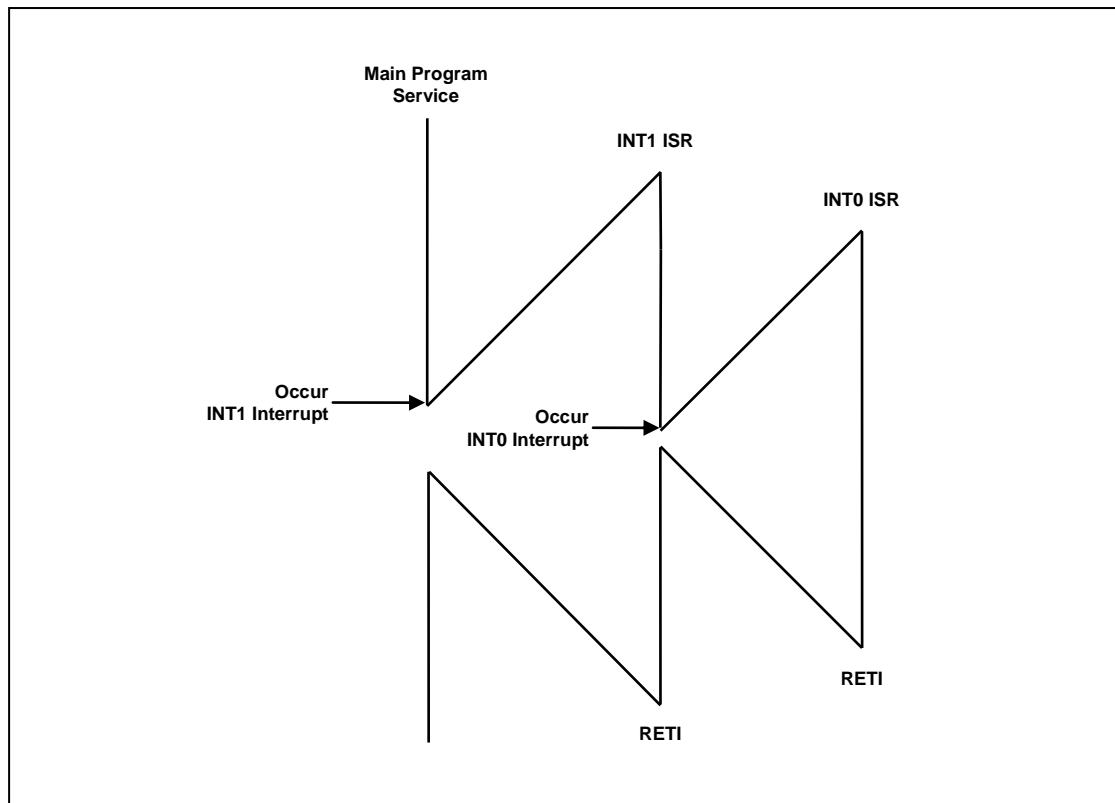 Main Program
Service
INT1 ISR
INT0 ISR
Occur
INT1 Interrupt
Occur
INT0 Interrupt
RETI
RETI